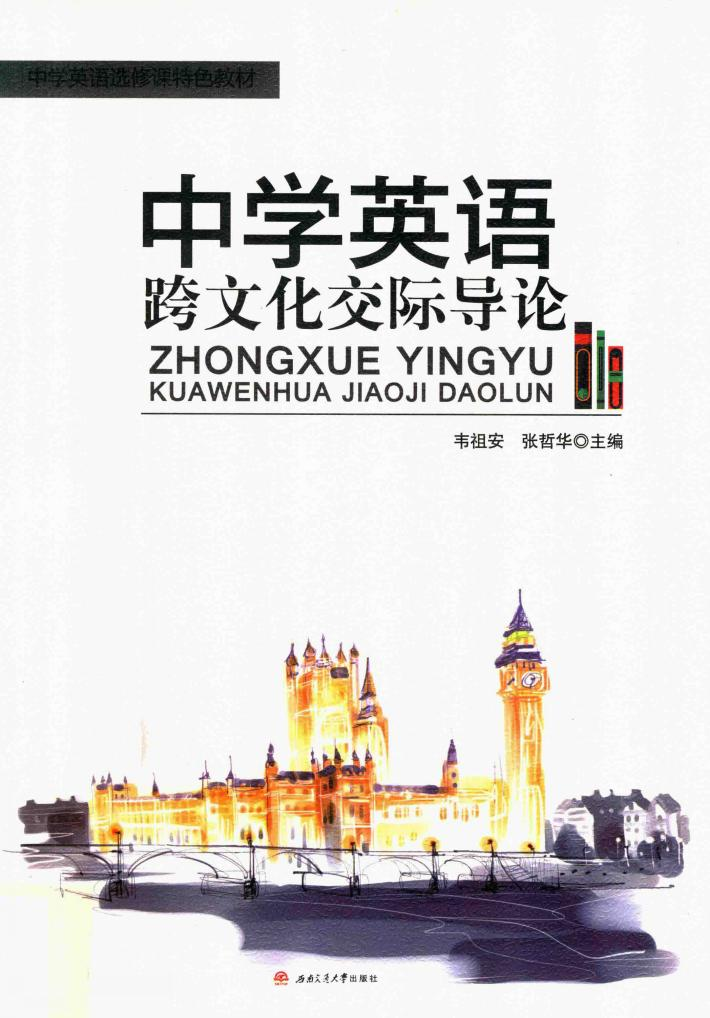 中学英语选修课特色教材
中学英语
跨文化交际导论
ZHONGXUE YINGYU
KUAWENHUA JIAOJI DAOLUN
韦祖安 张哲华◎主编
西南交通大学出版社